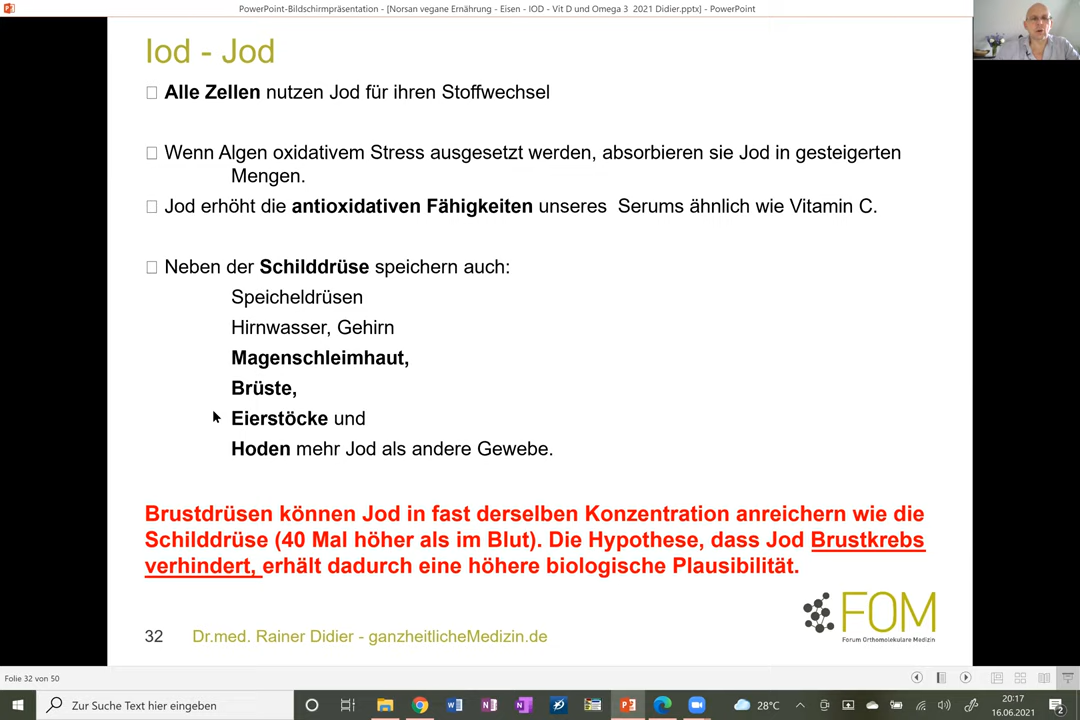 PowerPoint-Bildschirmpräsentation - [Norsan vegane Ernährung - Eisen - IOD - Vit D und Omega 3 2021 Didier.pptx] - PowerPoint
Iod - Jod
Alle Zellen nutzen Jod für ihren Stoffwechsel
Wenn Algen oxidativem Stress ausgesetzt werden, absorbieren sie Jod in gesteigerten
Mengen.
Jod erhöht die antioxidativen Fähigkeiten unseres Serums ähnlich wie Vitamin C.
Neben der Schilddrüse speichern auch:
Speicheldrüsen
Hirnwasser, Gehirn
Magenschleimhaut,
Brüste,
Eierstöcke und
Hoden mehr Jod als andere Gewebe.
Brustdrüsen können Jod in fast derselben Konzentration anreichern wie die
Schilddrüse (40 Mal höher als im Blut). Die Hypothese, dass Jod Brustkrebs
verhindert, erhält dadurch eine höhere biologische Plausibilität.
FOM
Forum Orthomolekulare Medizin
32 Dr.med. Rainer Didier - ganzheitlicheMedizin.de
Folie 32 von 50
Zur Suche Text hier eingeben
28°C
20:17
16.06.2021
2